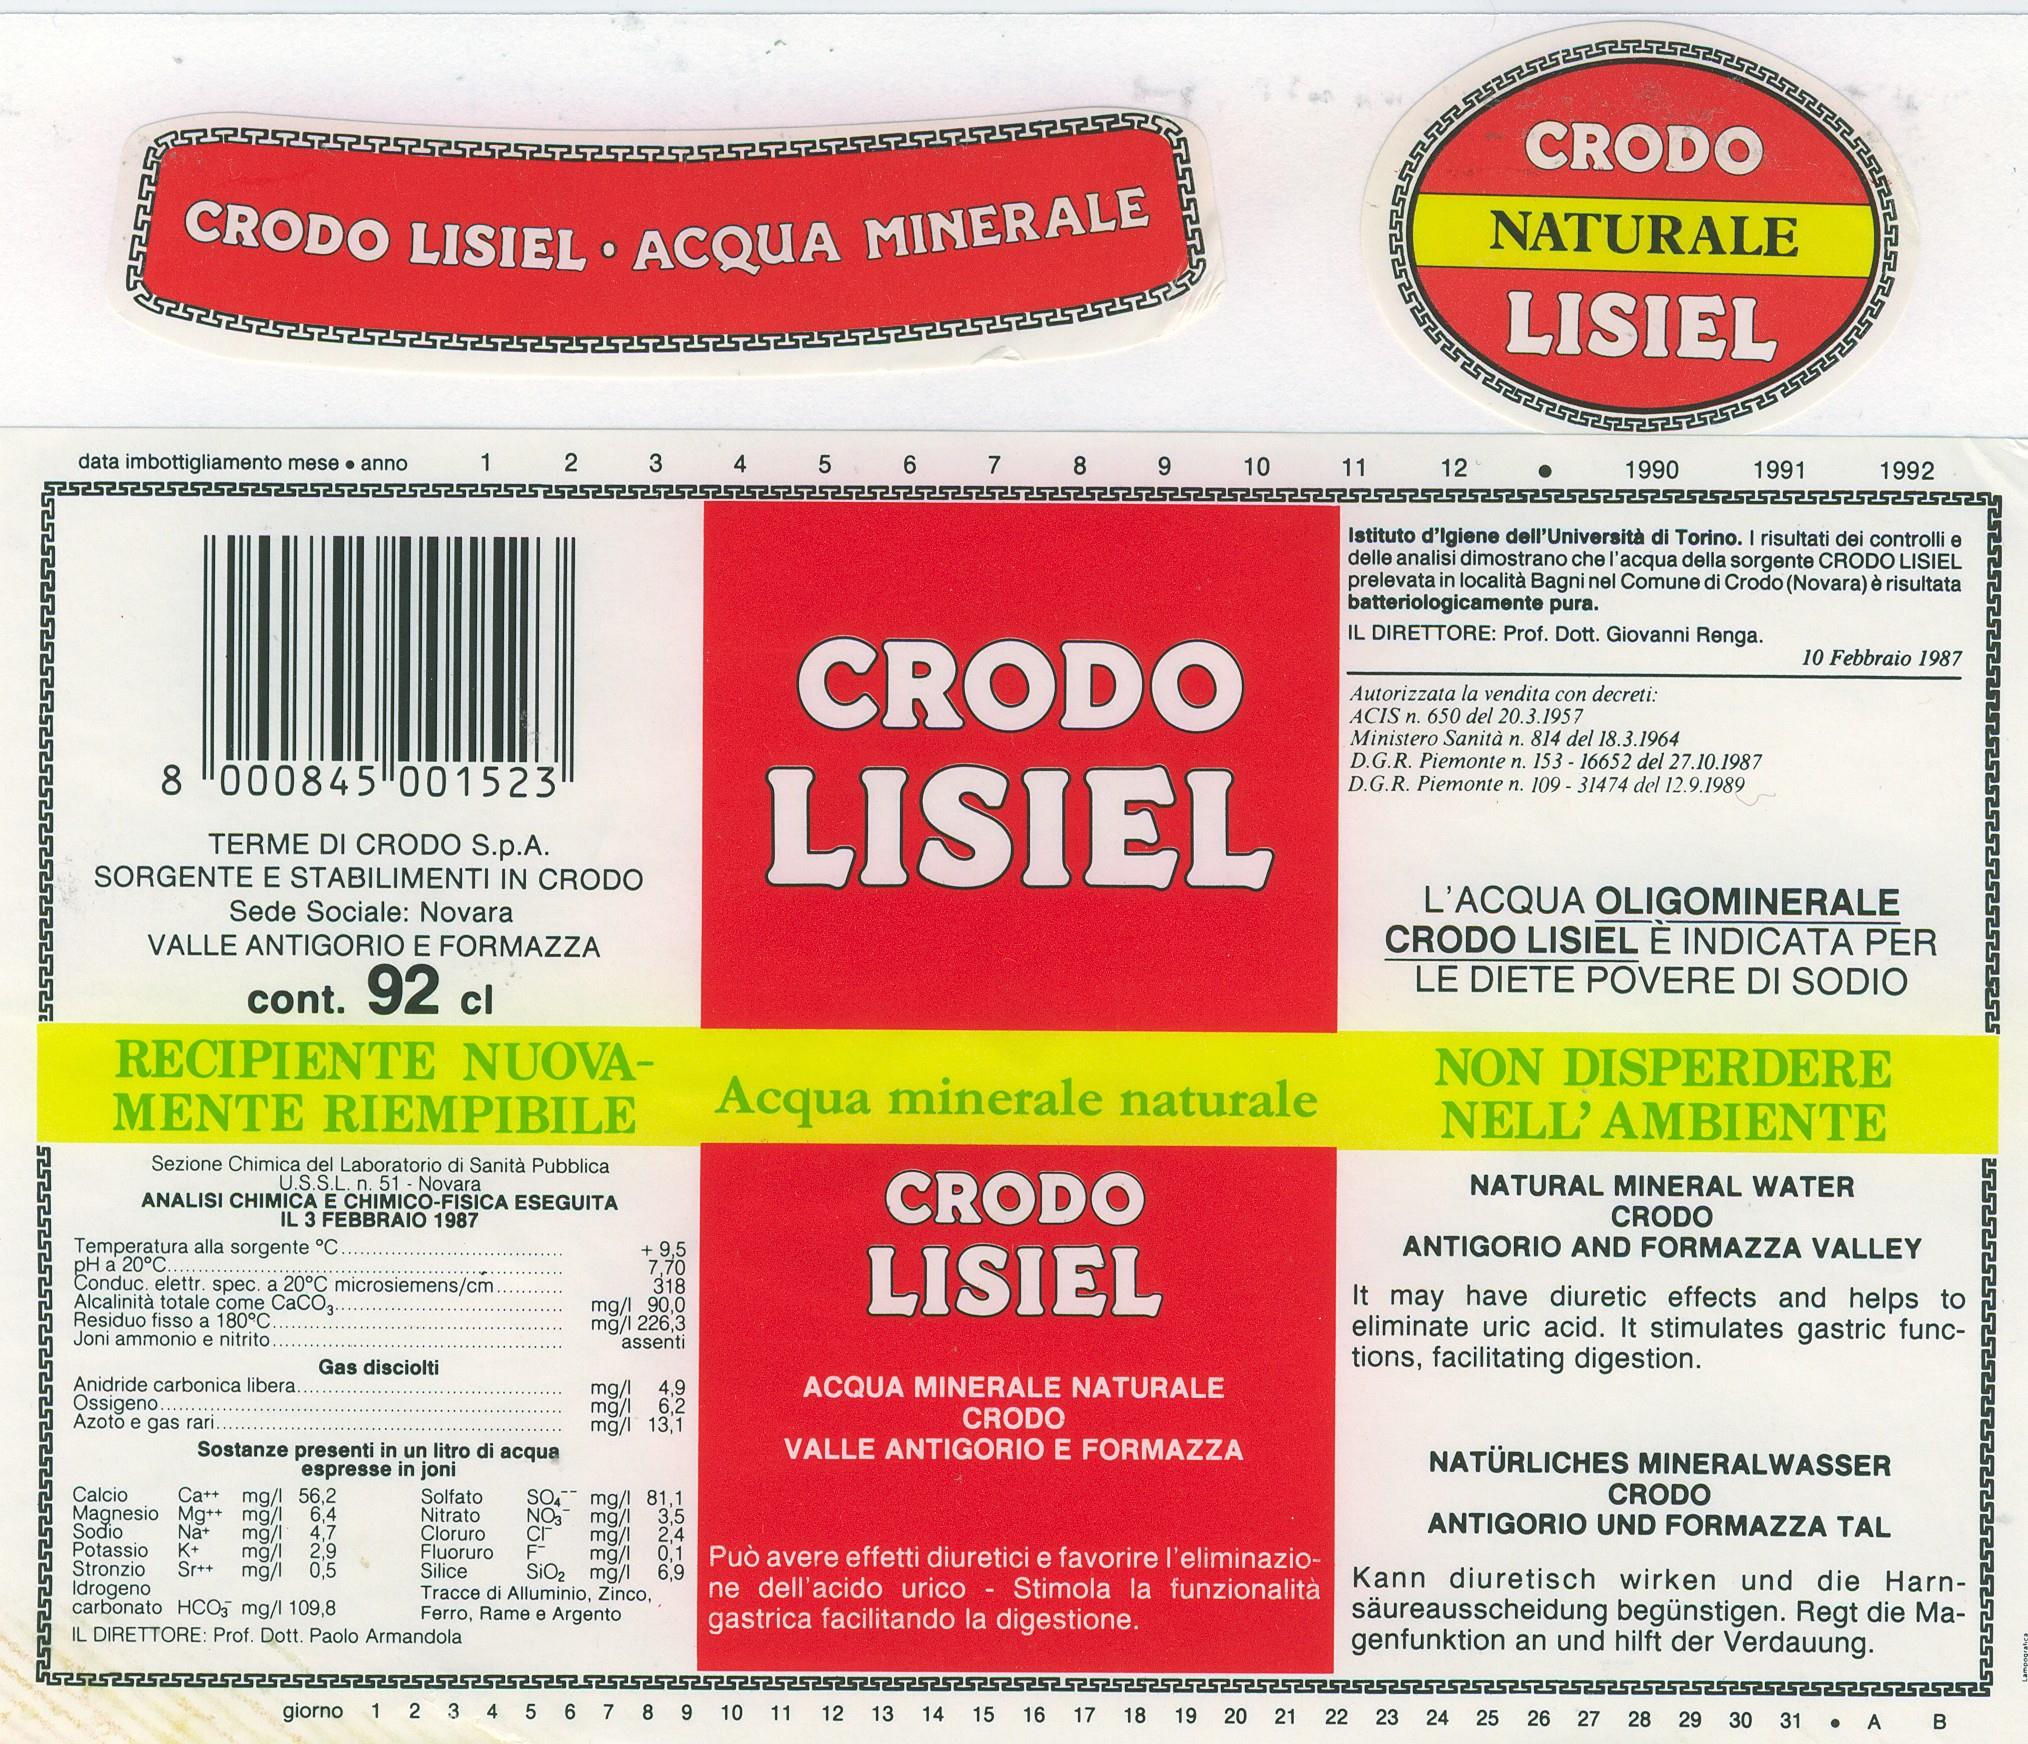 CRODO LISIEL • ACQUA MINERALE
CRODO
NATURALE
LISIEL
data imbottigliamento mese • anno 1 2 3 4 5 6 7 8 9 10 11 12 • 1990 1991 1992
8 000845 001523
TERME DI CRODO S.p.A.
SORGENTE E STABILIMENTI IN CRODO
Sede Sociale: Novara
VALLE ANTIGORIO E FORMAZZA
cont. 92 cl
RECIPIENTE NUOVA-
MENTE RIEMPIBILE
Sezione Chimica del Laboratorio di Sanità Pubblica
U.S.S.L. n. 51 - Novara
ANALISI CHIMICA E CHIMICO-FISICA ESEGUITA
IL 3 FEBBRAIO 1987
Temperatura alla sorgente °C + 9,5
pH a 20°C 7,70
Conduc. elettr. spec. a 20°C microsiemens/cm 318
Alcalinità totale come CaCO₃ mg/l 90,0
Residuo fisso a 180°C mg/l 226,3
Joni ammonio e nitrito assenti
Gas disciolti
Anidride carbonica libera mg/l 4,9
Ossigeno mg/l 6,2
Azoto e gas rari mg/l 13,1
Sostanze presenti in un litro di acqua
espresse in joni
Calcio Ca++ mg/l 56,2 Solfato SO₄-- mg/l 81,1
Magnesio Mg++ mg/l 6,4 Nitrato NO₃- mg/l 3,5
Sodio Na+ mg/l 4,7 Cloruro Cl- mg/l 2,4
Potassio K+ mg/l 2,9 Fluoruro F- mg/l 0,1
Stronzio Sr++ mg/l 0,5 Silice SiO₂ mg/l 6,9
Idrogeno Tracce di Alluminio, Zinco,
carbonato HCO₃- mg/l 109,8 Ferro, Rame e Argento
IL DIRETTORE: Prof. Dott. Paolo Armandola
CRODO
LISIEL
Acqua minerale naturale
CRODO
LISIEL
ACQUA MINERALE NATURALE
CRODO
VALLE ANTIGORIO E FORMAZZA
Può avere effetti diuretici e favorire l'eliminazio-
ne dell'acido urico - Stimola la funzionalità
gastrica facilitando la digestione.
Istituto d'Igiene dell'Università di Torino. I risultati dei controlli e
delle analisi dimostrano che l'acqua della sorgente CRODO LISIEL
prelevata in località Bagni nel Comune di Crodo (Novara) è risultata
batteriologicamente pura.
IL DIRETTORE: Prof. Dott. Giovanni Renga.
10 Febbraio 1987
Autorizzata la vendita con decreti:
ACIS n. 650 del 20.3.1957
Ministero Sanità n. 814 del 18.3.1964
D.G.R. Piemonte n. 153 - 16652 del 27.10.1987
D.G.R. Piemonte n. 109 - 31474 del 12.9.1989
L'ACQUA OLIGOMINERALE
CRODO LISIEL È INDICATA PER
LE DIETE POVERE DI SODIO
NON DISPERDERE
NELL'AMBIENTE
NATURAL MINERAL WATER
CRODO
ANTIGORIO AND FORMAZZA VALLEY
It may have diuretic effects and helps to
eliminate uric acid. It stimulates gastric func-
tions, facilitating digestion.
NATÜRLICHES MINERALWASSER
CRODO
ANTIGORIO UND FORMAZZA TAL
Kann diuretisch wirken und die Harn-
säureausscheidung begünstigen. Regt die Ma-
genfunktion an und hilft der Verdauung.
Lampografica
giorno 1 2 3 4 5 6 7 8 9 10 11 12 13 14 15 16 17 18 19 20 21 22 23 24 25 26 27 28 29 30 31 • A B